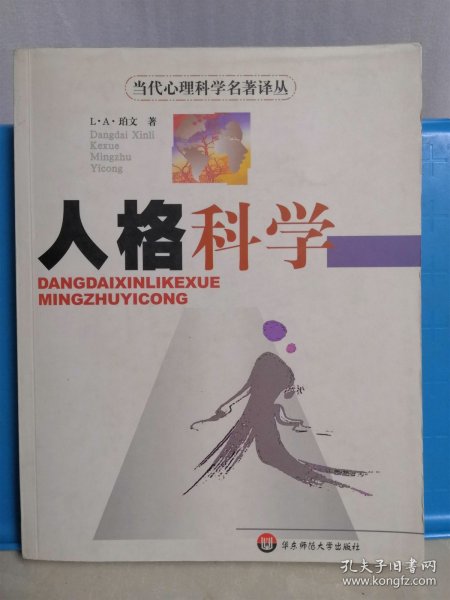 当代心理科学名著译丛
L·A·珀文 著
Dangdai Xinli
Kexue
Mingzhu
Yicong
人格科学
DANGDAIXINLIKEXUE
MINGZHUYICONG
华东师范大学出版社
孔夫子旧书网
www.kongfz.com